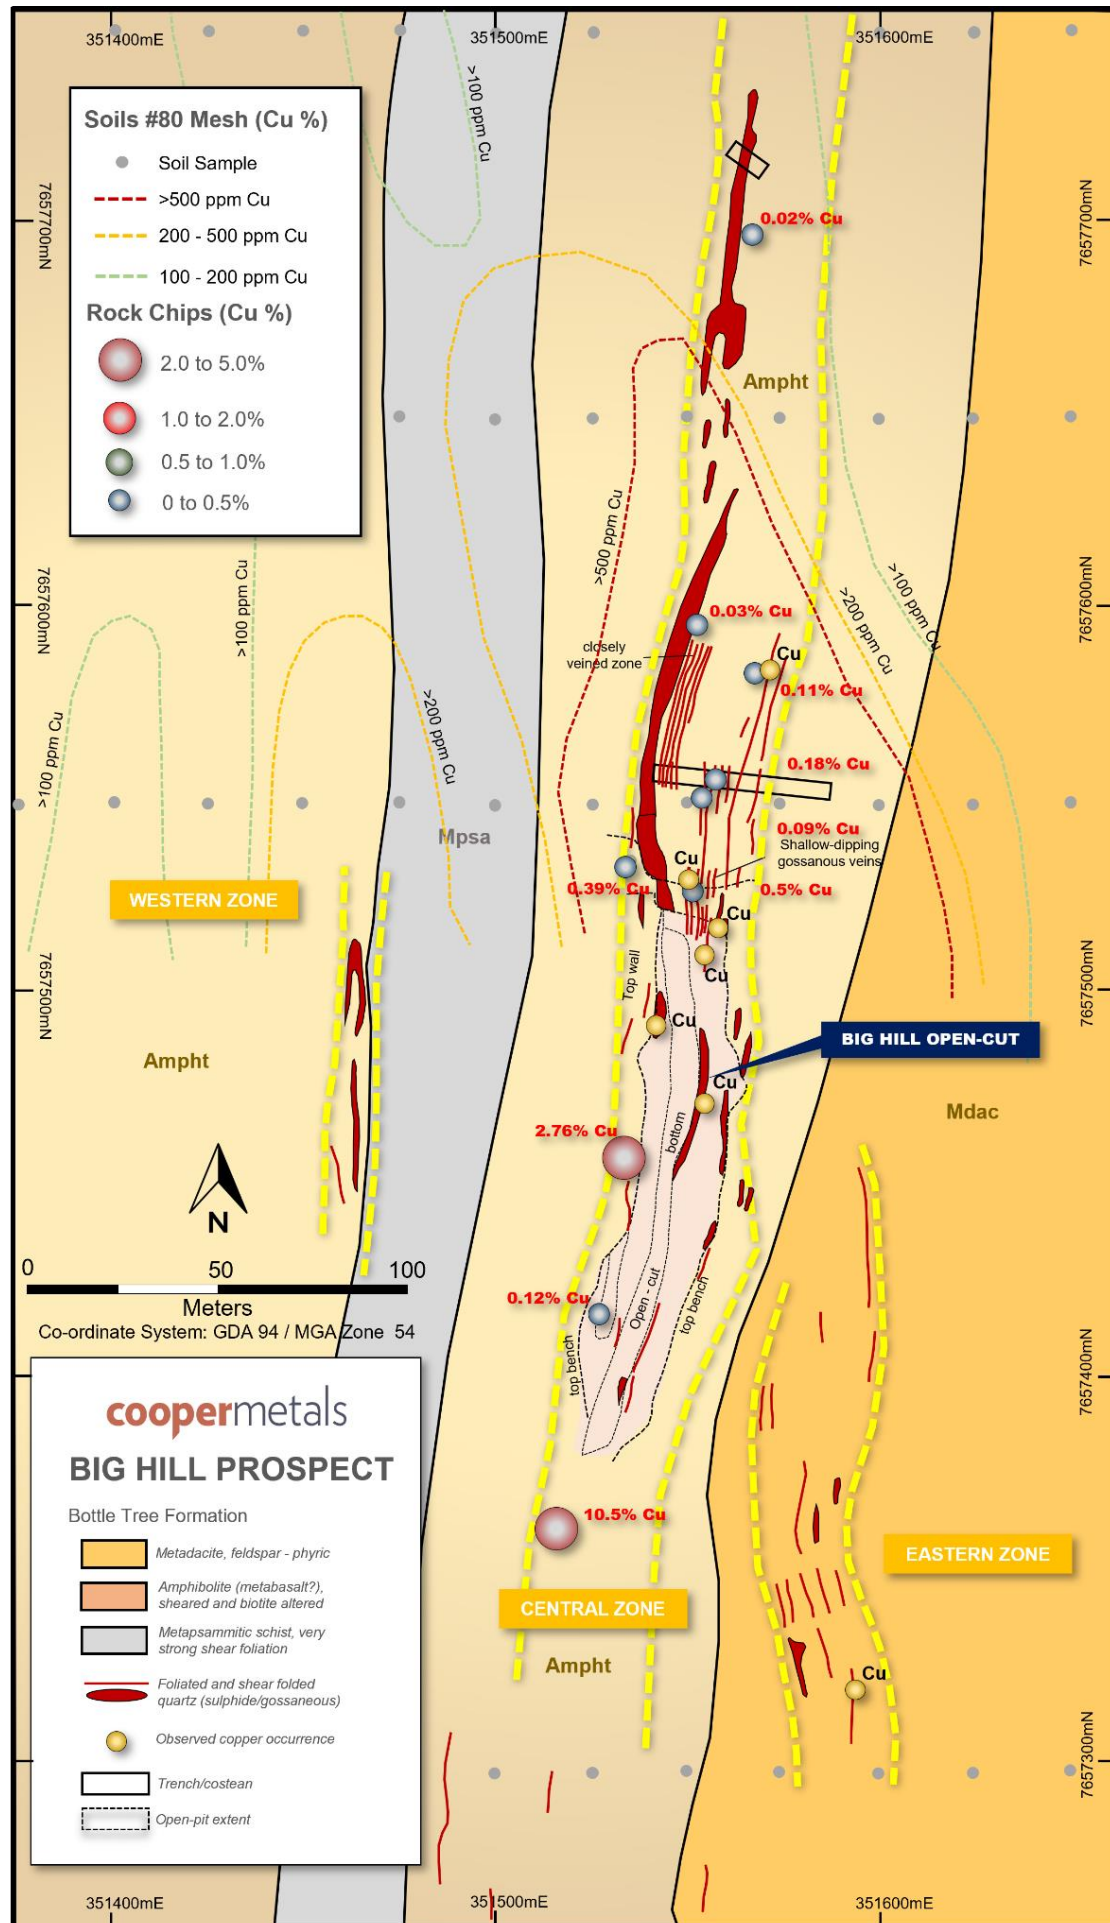 351400mE
351500mE
351600mE
Soils #80 Mesh (Cu %)
Soil Sample
>500 ppm Cu
200 - 500 ppm Cu
100 - 200 ppm Cu
Rock Chips (Cu %)
2.0 to 5.0%
1.0 to 2.0%
0.5 to 1.0%
0 to 0.5%
>100 ppm Cu
>100 ppm Cu
7657700mN
7657700mN
0.02% Cu
Ampht
>500 ppm Cu
>100 ppm Cu
>200 ppm Cu
7657600mN
7657600mN
>100 ppm Cu
0.03% Cu
closely
veined zone
Cu
0.11% Cu
>100 ppm Cu
>200 ppm Cu
0.18% Cu
Mpsa
0.09% Cu
Shallow-dipping
gossanous veins
Cu
0.39% Cu
0.5% Cu
WESTERN ZONE
Cu
Cu
Top wall
7657500mN
7657500mN
Cu
BIG HILL OPEN-CUT
Ampht
Cu
Mdac
bottom
2.76% Cu
N
0 50 100
Meters
Co-ordinate System: GDA 94 / MGA Zone 54
0.12% Cu
Open - cut
top bench
top bench
7657400mN
coopermetals
BIG HILL PROSPECT
Bottle Tree Formation
Metadacite, feldspar - phyric
Amphibolite (metabasalt?),
sheared and biotite altered
Metapsammitic schist, very
strong shear foliation
Foliated and shear folded
quartz (sulphide/gossaneous)
Observed copper occurrence
Trench/costean
Open-pit extent
10.5% Cu
EASTERN ZONE
CENTRAL ZONE
Ampht
Cu
7657300mN
351400mE
351500mE
351600mE